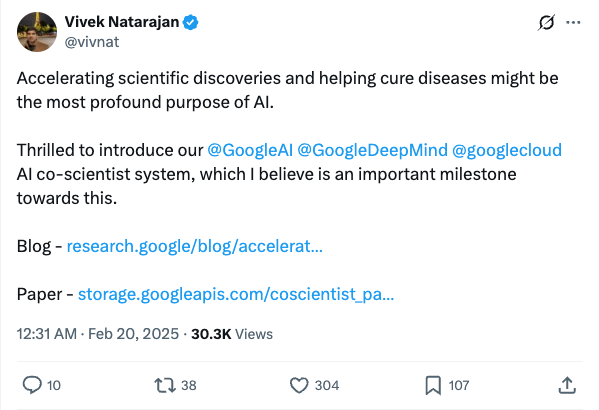 Vivek Natarajan
@vivnat
Accelerating scientific discoveries and helping cure diseases might be
the most profound purpose of AI.
Thrilled to introduce our @GoogleAI @GoogleDeepMind @googlecloud
AI co-scientist system, which I believe is an important milestone
towards this.
Blog - research.google/blog/accelerat...
Paper - storage.googleapis.com/coscientist_pa...
12:31 AM · Feb 20, 2025 · 30.3K Views
10 38 304 107